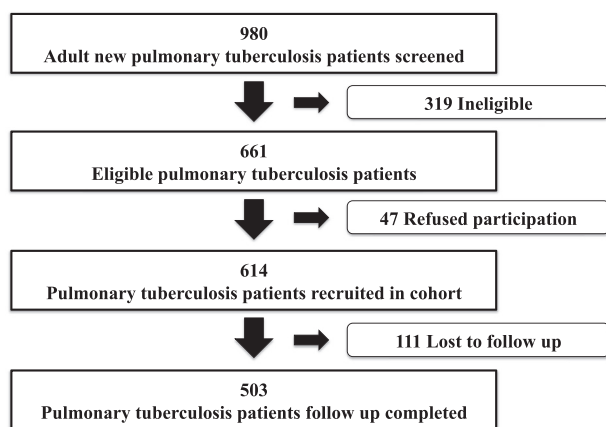 980
Adult new pulmonary tuberculosis patients screened
319 Ineligible
661
Eligible pulmonary tuberculosis patients
47 Refused participation
614
Pulmonary tuberculosis patients recruited in cohort
111 Lost to follow up
503
Pulmonary tuberculosis patients follow up completed